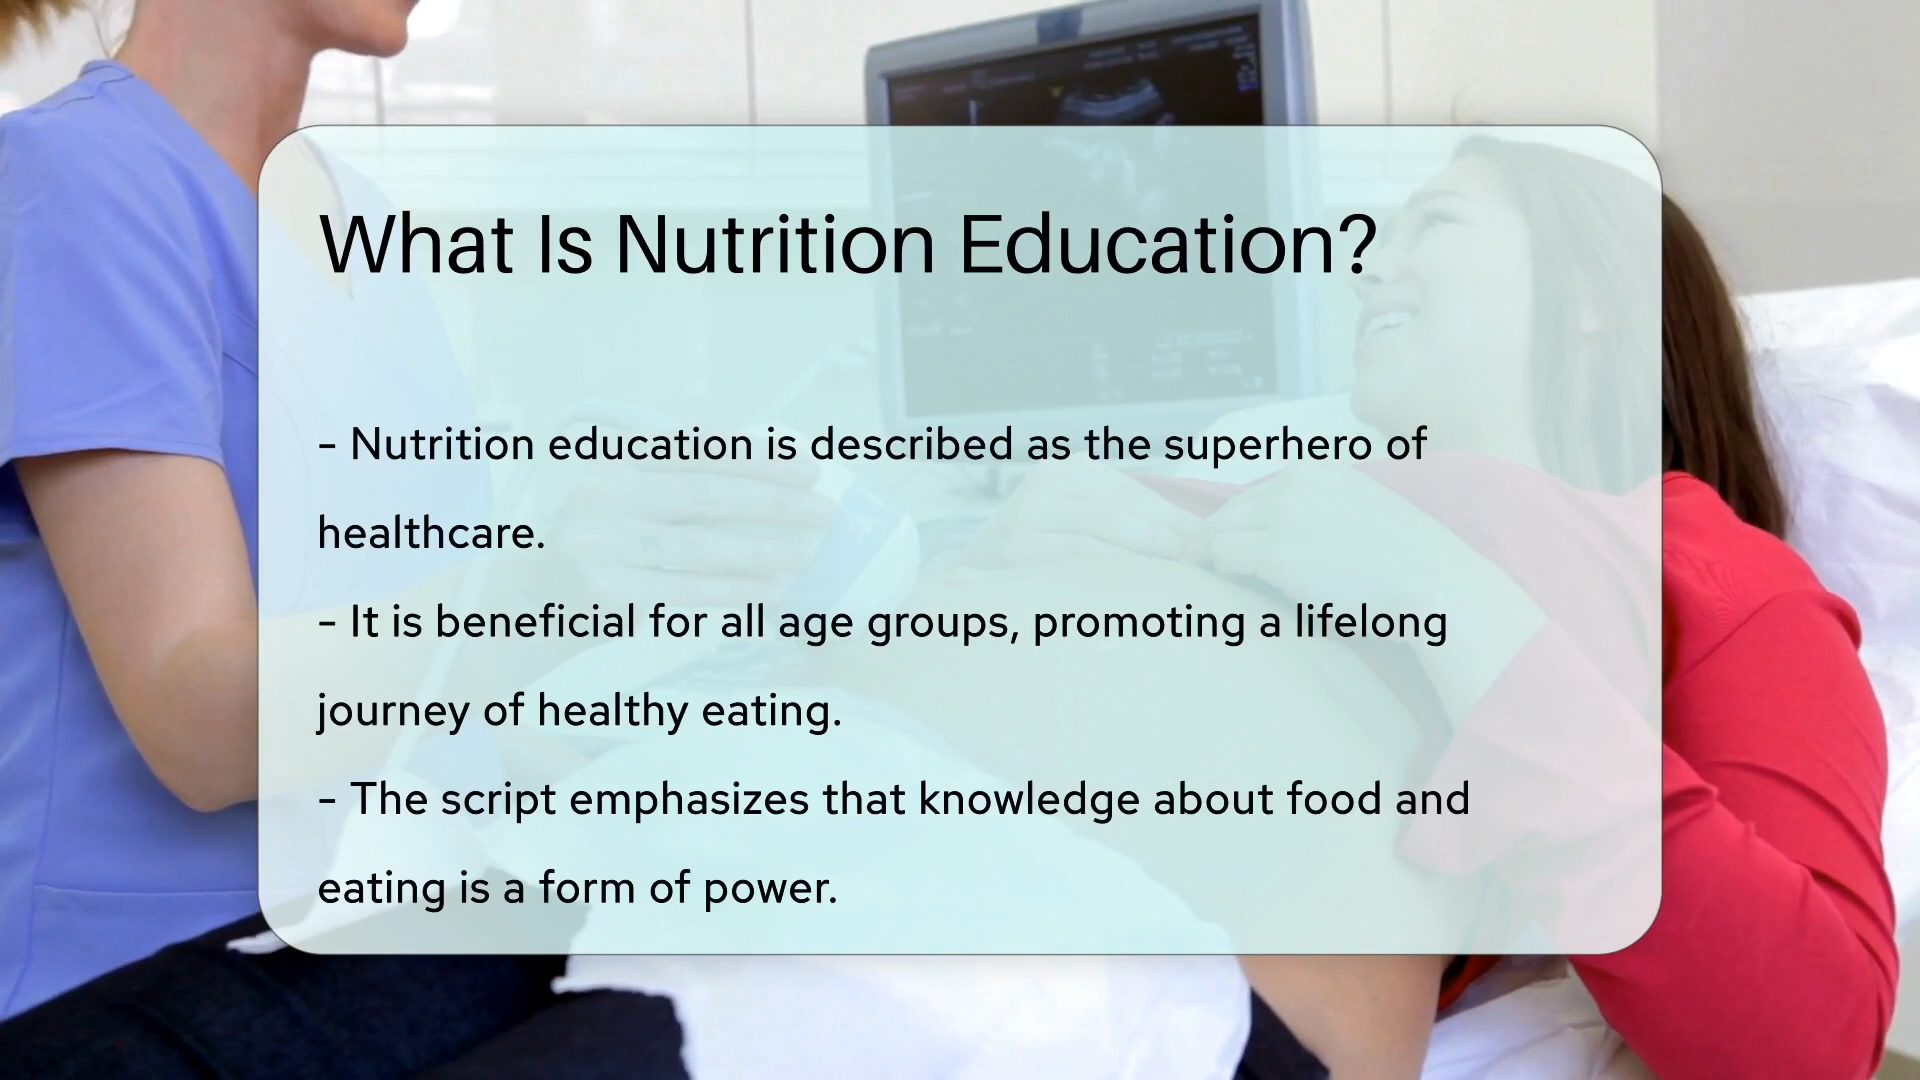 What Is Nutrition Education?
- Nutrition education is described as the superhero of
healthcare.
- It is beneficial for all age groups, promoting a lifelong
journey of healthy eating.
- The script emphasizes that knowledge about food and
eating is a form of power.